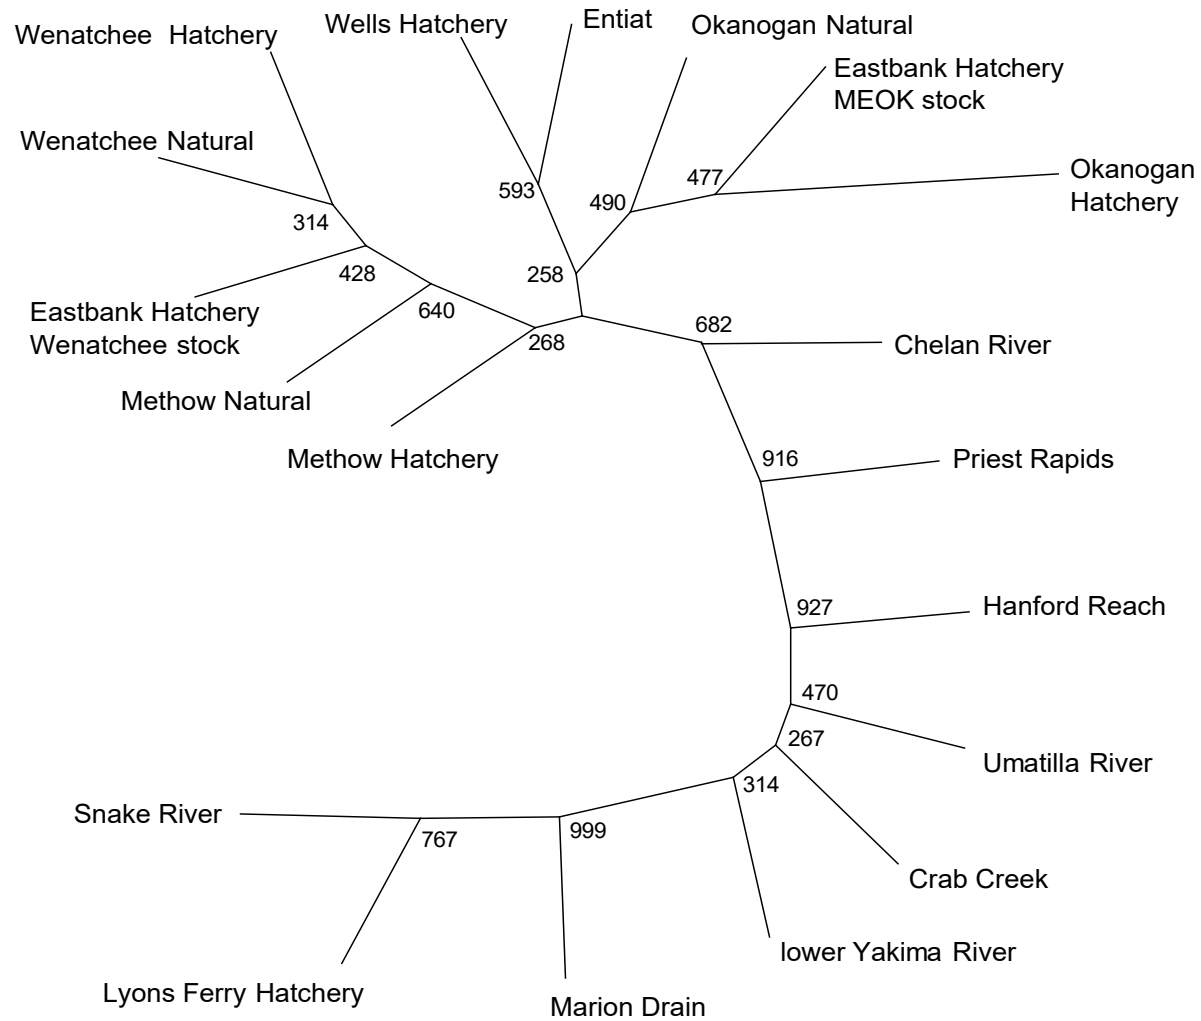 Wenatchee Hatchery
Wells Hatchery
Entiat
Okanogan Natural
Eastbank Hatchery
MEOK stock
Wenatchee Natural
Okanogan
Hatchery
477
593
490
314
428
258
Eastbank Hatchery
Wenatchee stock
640
268
682
Chelan River
Methow Natural
Methow Hatchery
916
Priest Rapids
927
Hanford Reach
470
267
Umatilla River
314
Snake River
767
999
Crab Creek
lower Yakima River
Lyons Ferry Hatchery
Marion Drain